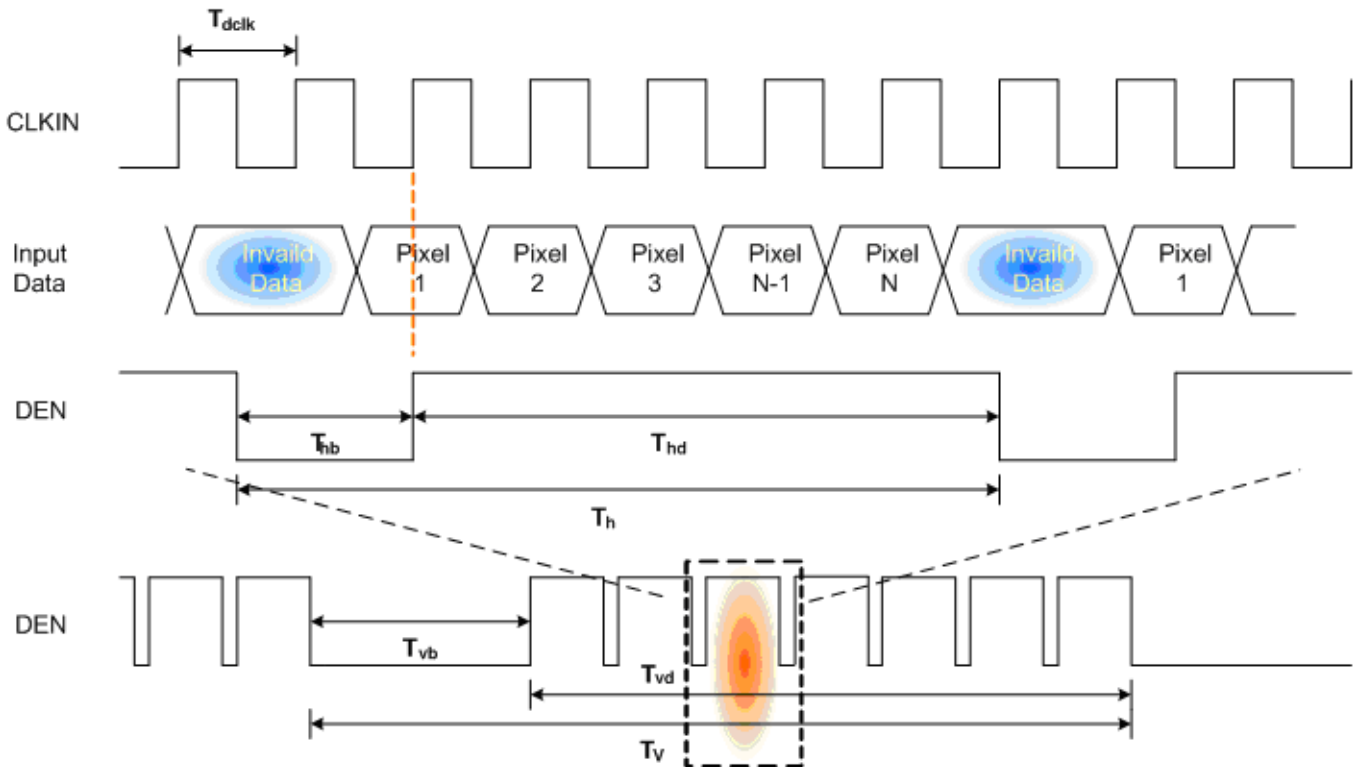 Tdclk
CLKIN
Input
Data
Invaild
Data
Pixel
1
Pixel
2
Pixel
3
Pixel
N-1
Pixel
N
Invaild
Data
Pixel
1
DEN
Thb
Thd
Th
DEN
Tvb
Tvd
TV